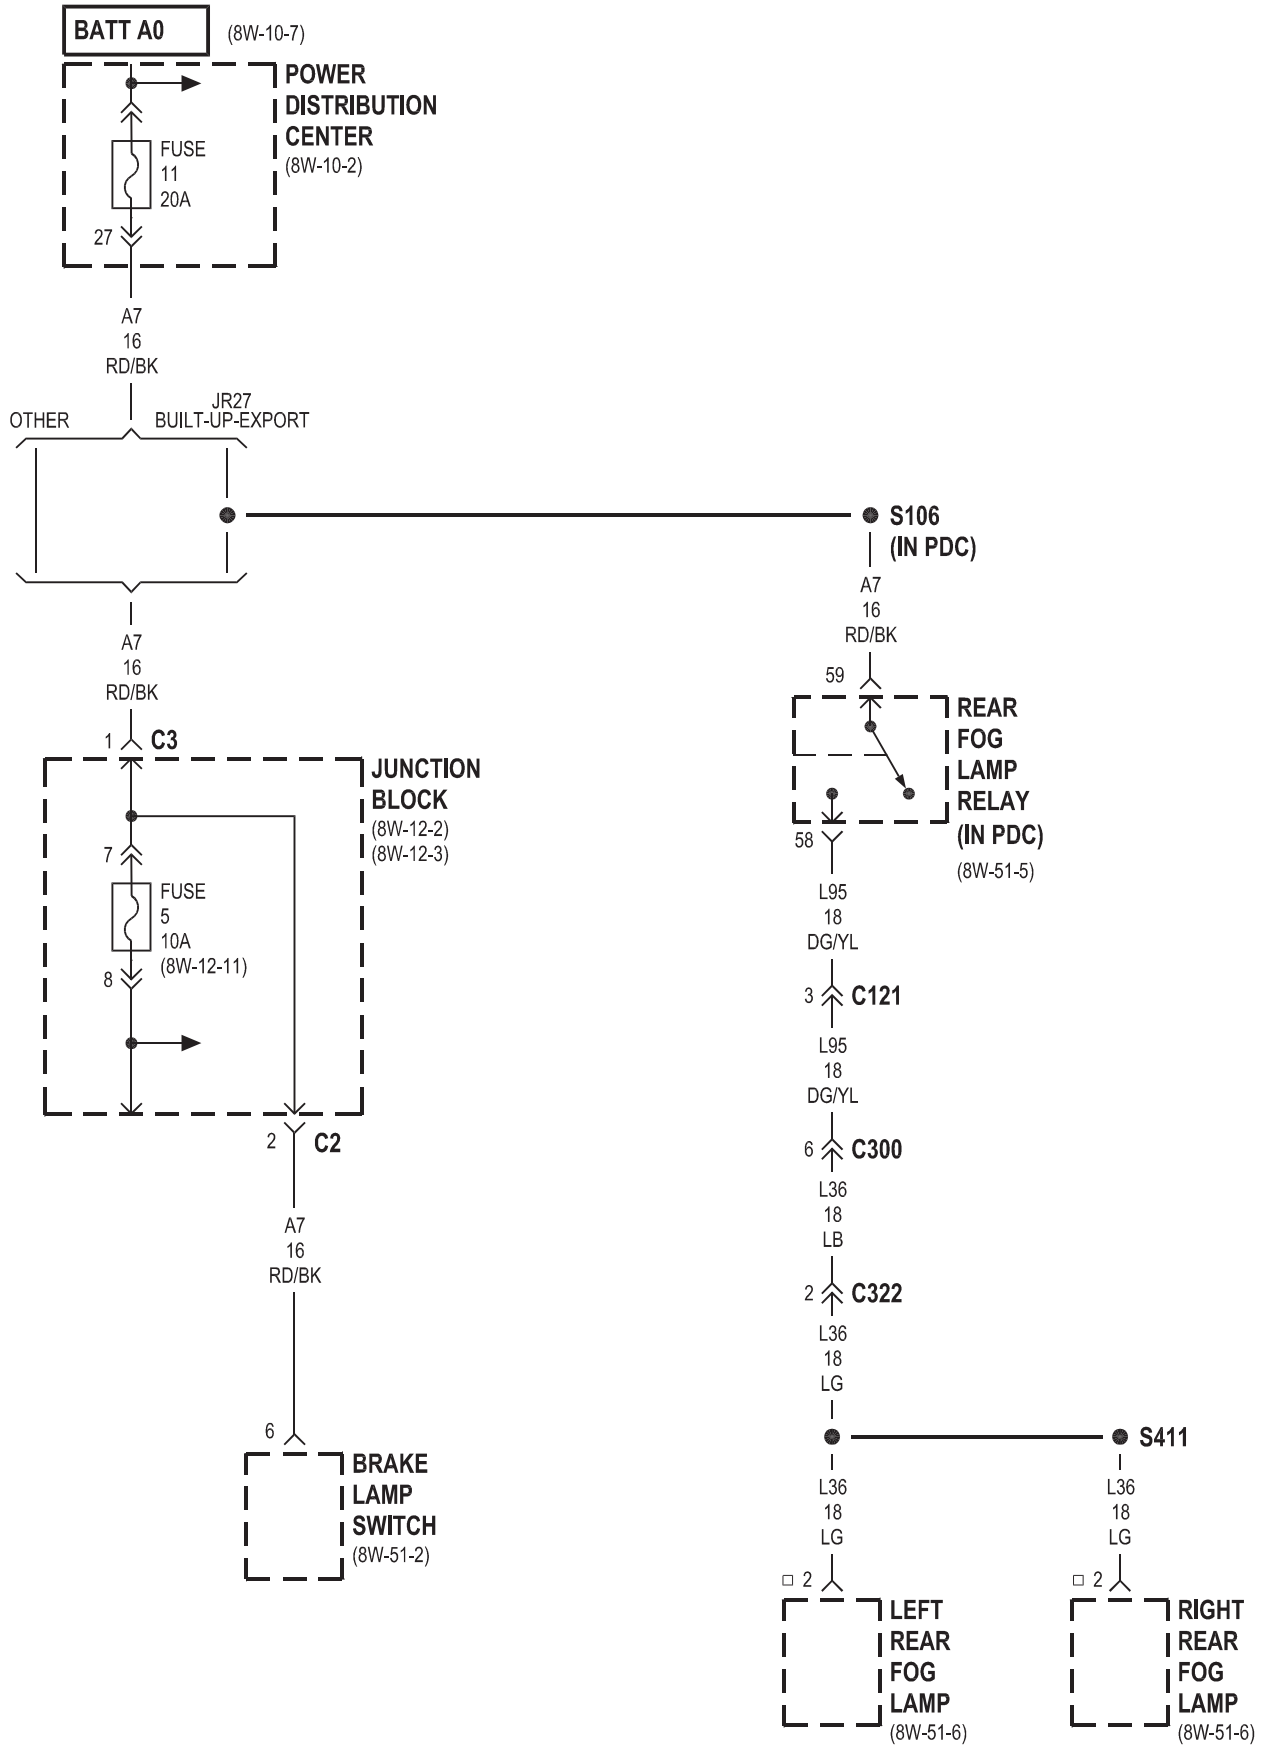 BATT A0
(8W-10-7)
POWER
DISTRIBUTION
CENTER
(8W-10-2)
FUSE
11
20A
27
A7
16
RD/BK
OTHER
JR27
BUILT-UP-EXPORT
S106
(IN PDC)
A7
16
RD/BK
59
REAR
FOG
LAMP
RELAY
(IN PDC)
(8W-51-5)
58
A7
16
RD/BK
1
C3
JUNCTION
BLOCK
(8W-12-2)
(8W-12-3)
7
FUSE
5
10A
(8W-12-11)
8
2
C2
A7
16
RD/BK
6
BRAKE
LAMP
SWITCH
(8W-51-2)
L95
18
DG/YL
3
C121
L95
18
DG/YL
6
C300
L36
18
LB
2
C322
L36
18
LG
S411
L36
18
LG
2
LEFT
REAR
FOG
LAMP
(8W-51-6)
L36
18
LG
2
RIGHT
REAR
FOG
LAMP
(8W-51-6)